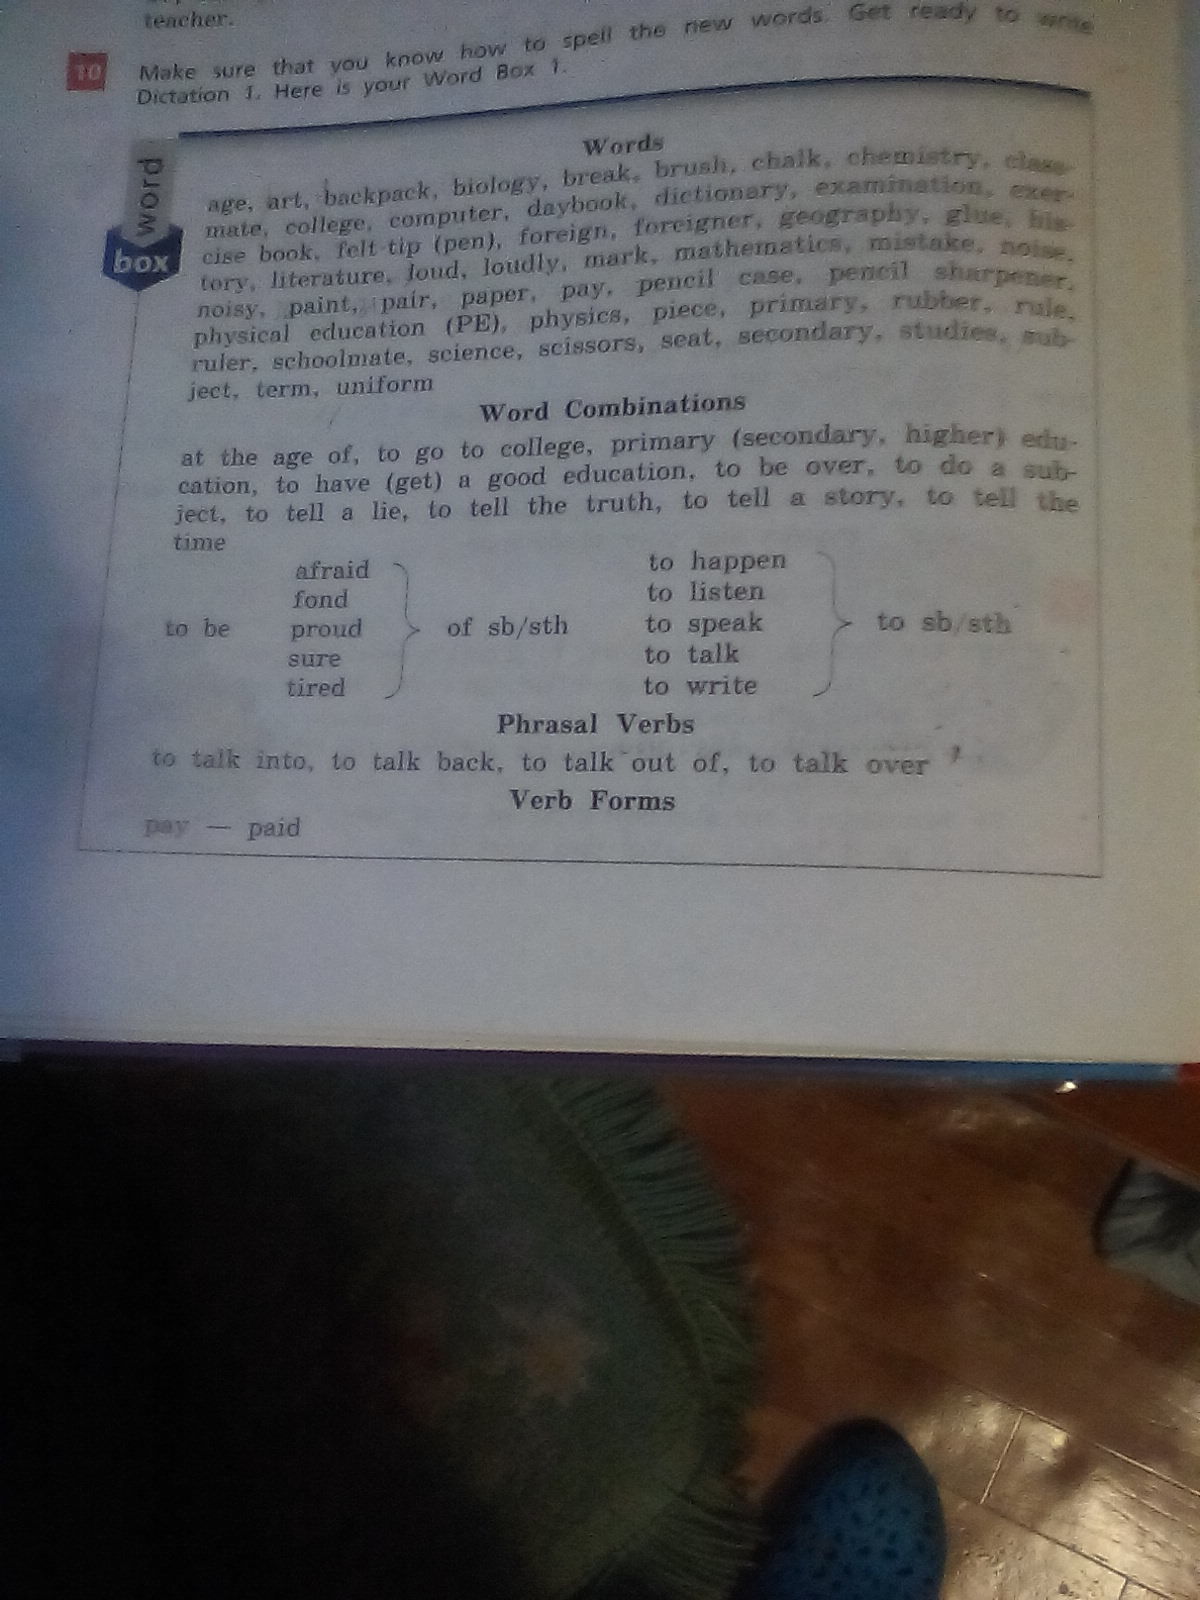 teacher.
10 Make sure that you know how to spell the new words. Get ready to write
Dictation 1. Here is your Word Box 1.
word
box
Words
age, art, backpack, biology, break, brush, chalk, chemistry, class-
mate, college, computer, daybook, dictionary, examination, exer-
cise book, felt-tip (pen), foreign, foreigner, geography, glue, his-
tory, literature, loud, loudly, mark, mathematics, mistake, noise,
noisy, paint, pair, paper, pay, pencil case, pencil sharpener,
physical education (PE), physics, piece, primary, rubber, rule,
ruler, schoolmate, science, scissors, seat, secondary, studies, sub-
ject, term, uniform
Word Combinations
at the age of, to go to college, primary (secondary, higher) edu-
cation, to have (get) a good education, to be over, to do a sub-
ject, to tell a lie, to tell the truth, to tell a story, to tell the
time
to be
afraid
fond
proud
sure
tired
of sb/sth
to happen
to listen
to speak
to talk
to write
to sb/sth
Phrasal Verbs
to talk into, to talk back, to talk out of, to talk over
Verb Forms
pay — paid